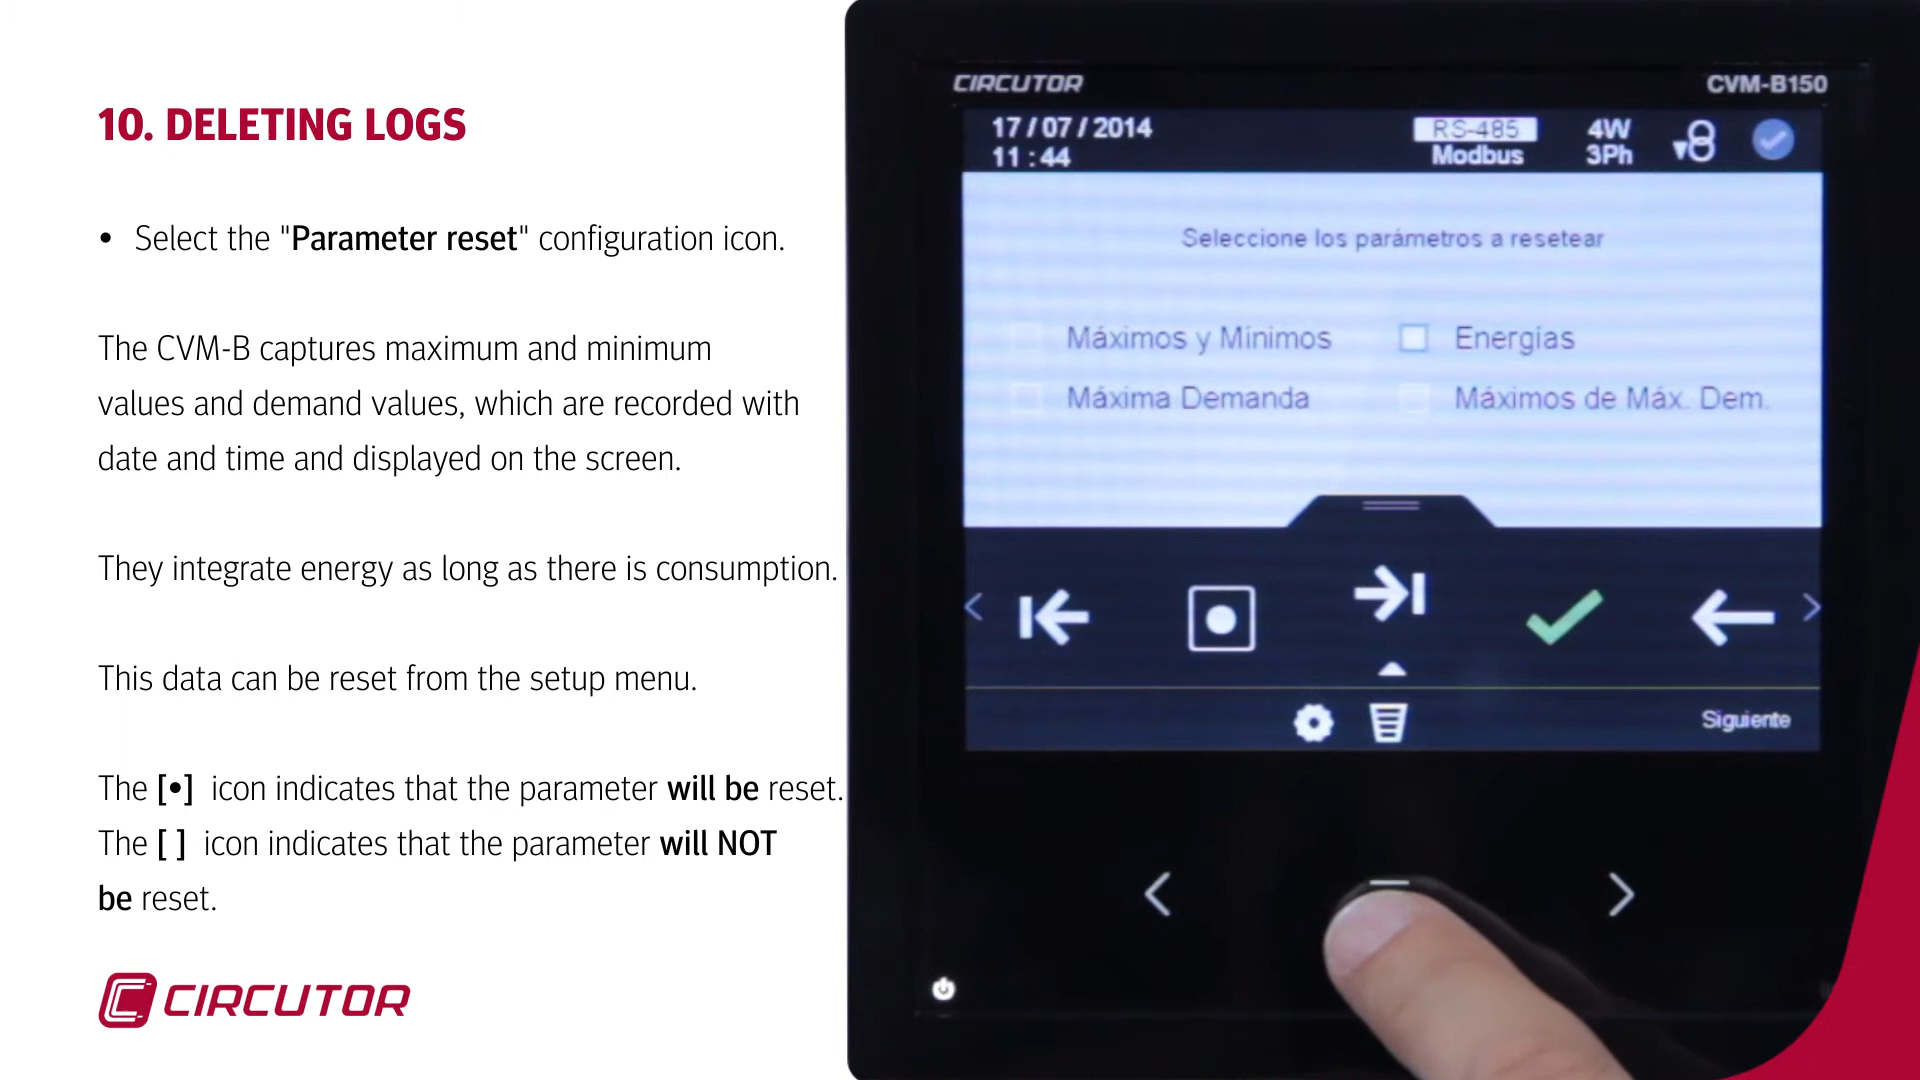 10. DELETING LOGS
• Select the "Parameter reset" configuration icon.
The CVM-B captures maximum and minimum
values and demand values, which are recorded with
date and time and displayed on the screen.
They integrate energy as long as there is consumption.
This data can be reset from the setup menu.
The [•] icon indicates that the parameter will be reset.
The [ ] icon indicates that the parameter will NOT
be reset.
CIRCUTOR
CIRCUTOR
CVM-B150
17/07/2014
11:44
RS-485
Modbus
4W
3Ph
Seleccione los parámetros a resetear
Máximos y Mínimos
Energías
Máxima Demanda
Máximos de Máx. Dem.
Siguiente